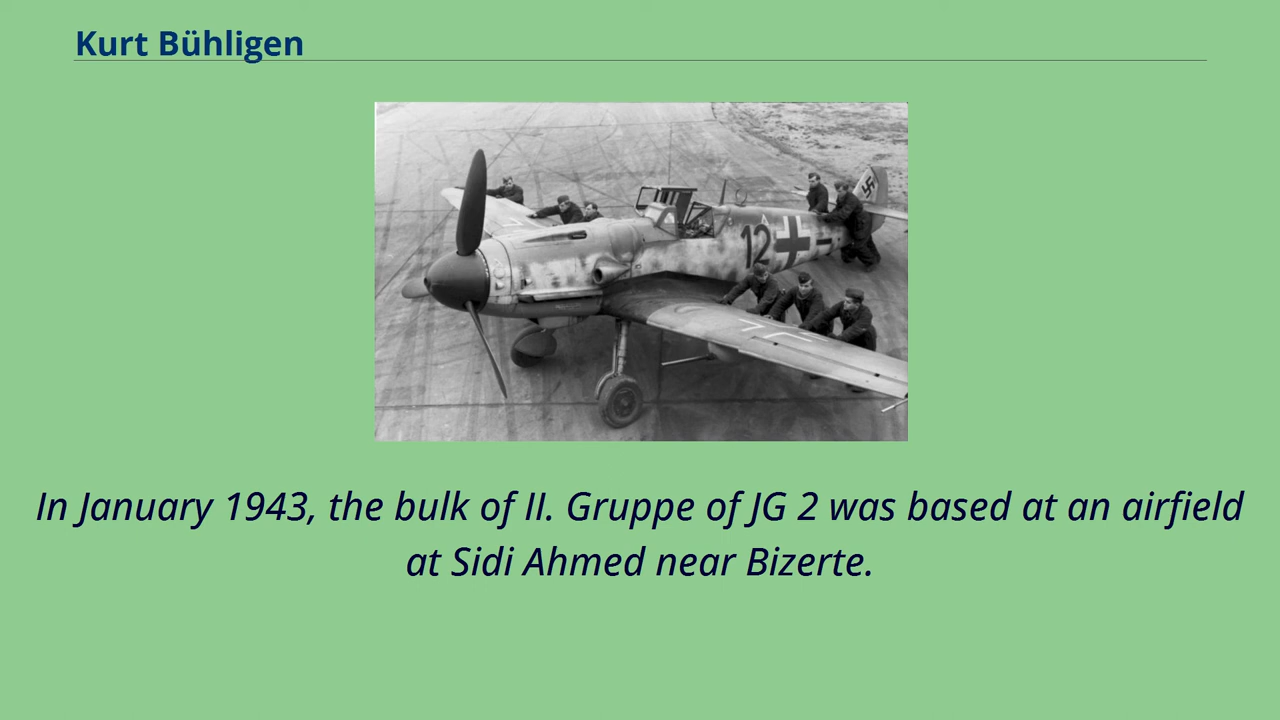 Kurt Bühligen
12
In January 1943, the bulk of II. Gruppe of JG 2 was based at an airfield
at Sidi Ahmed near Bizerte.